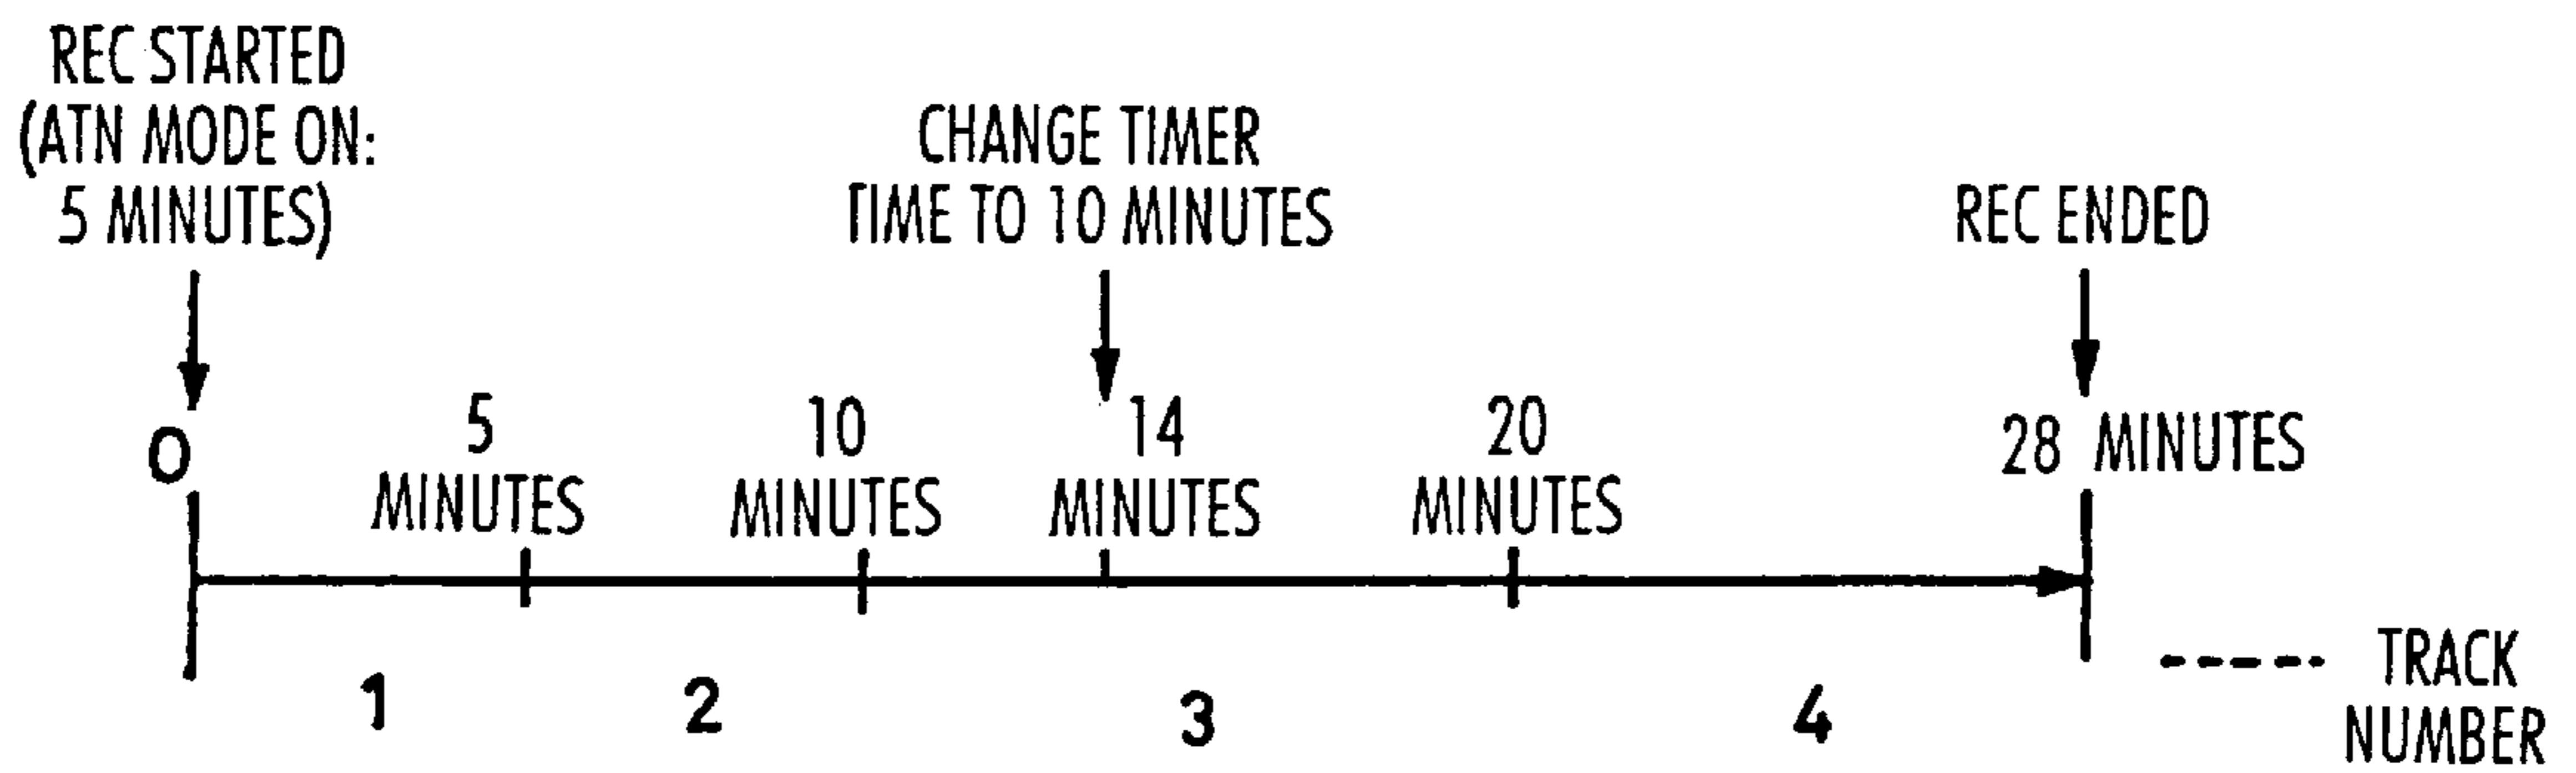 REC STARTED
(ATN MODE ON:
5 MINUTES)
CHANGE TIMER
TIME TO 10 MINUTES
REC ENDED
0
5
MINUTES
10
MINUTES
14
MINUTES
20
MINUTES
28 MINUTES
1
2
3
4
----- TRACK
NUMBER